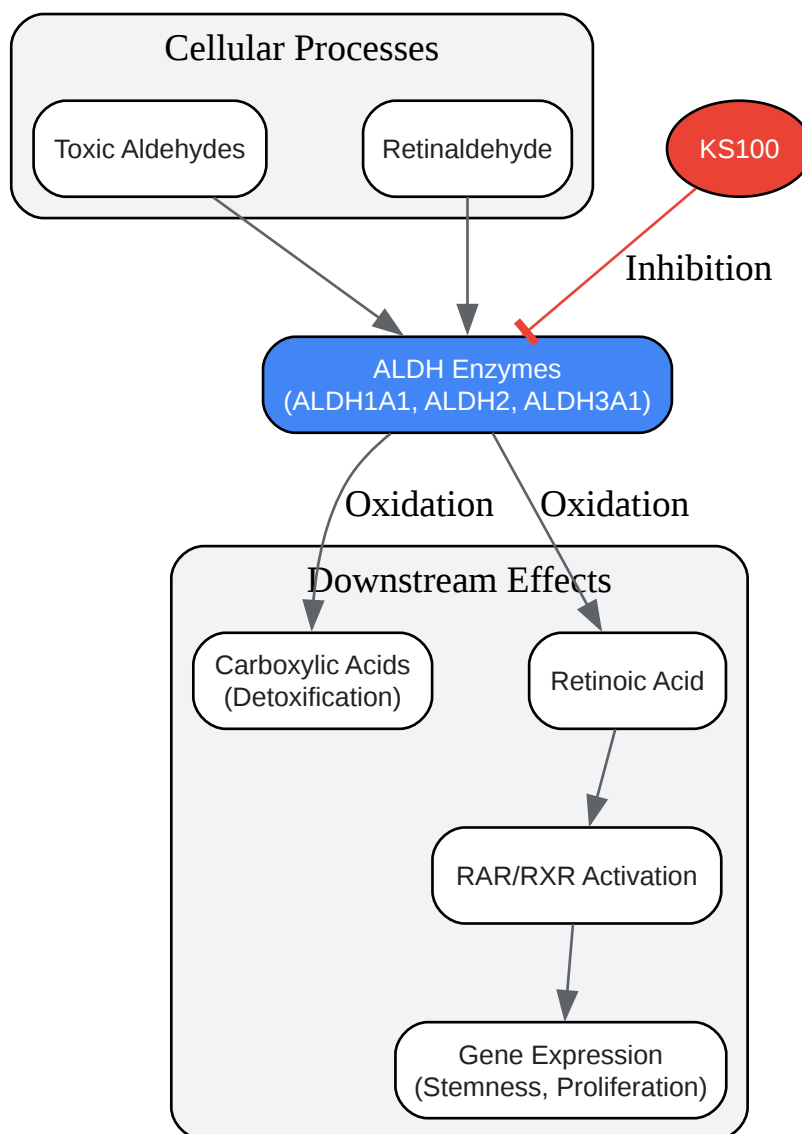 Cellular Processes
Toxic Aldehydes
Retinaldehyde
KS100
Inhibition
ALDH Enzymes
(ALDH1A1, ALDH2, ALDH3A1)
Oxidation
Oxidation
Downstream Effects
Carboxylic Acids
(Detoxification)
Retinoic Acid
RAR/RXR Activation
Gene Expression
(Stemness, Proliferation)